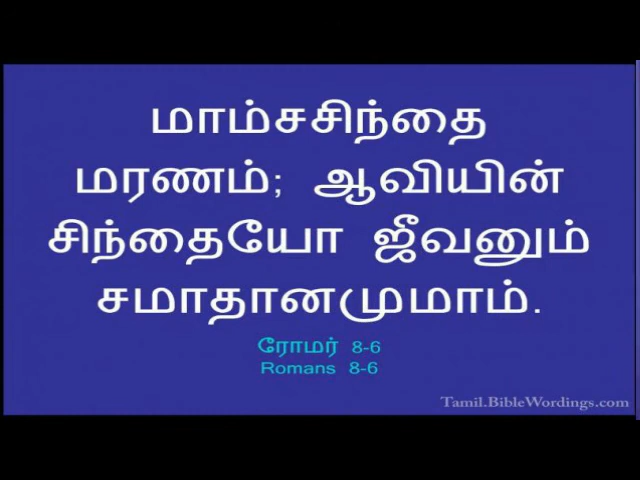 மாம்சசிந்தை
மரணம்; ஆவியின்
சிந்தையோ ஜீவனும்
சமாதானமுமாம்.
ரோமர் 8-6
Romans 8-6
Tamil.BibleWordings.com